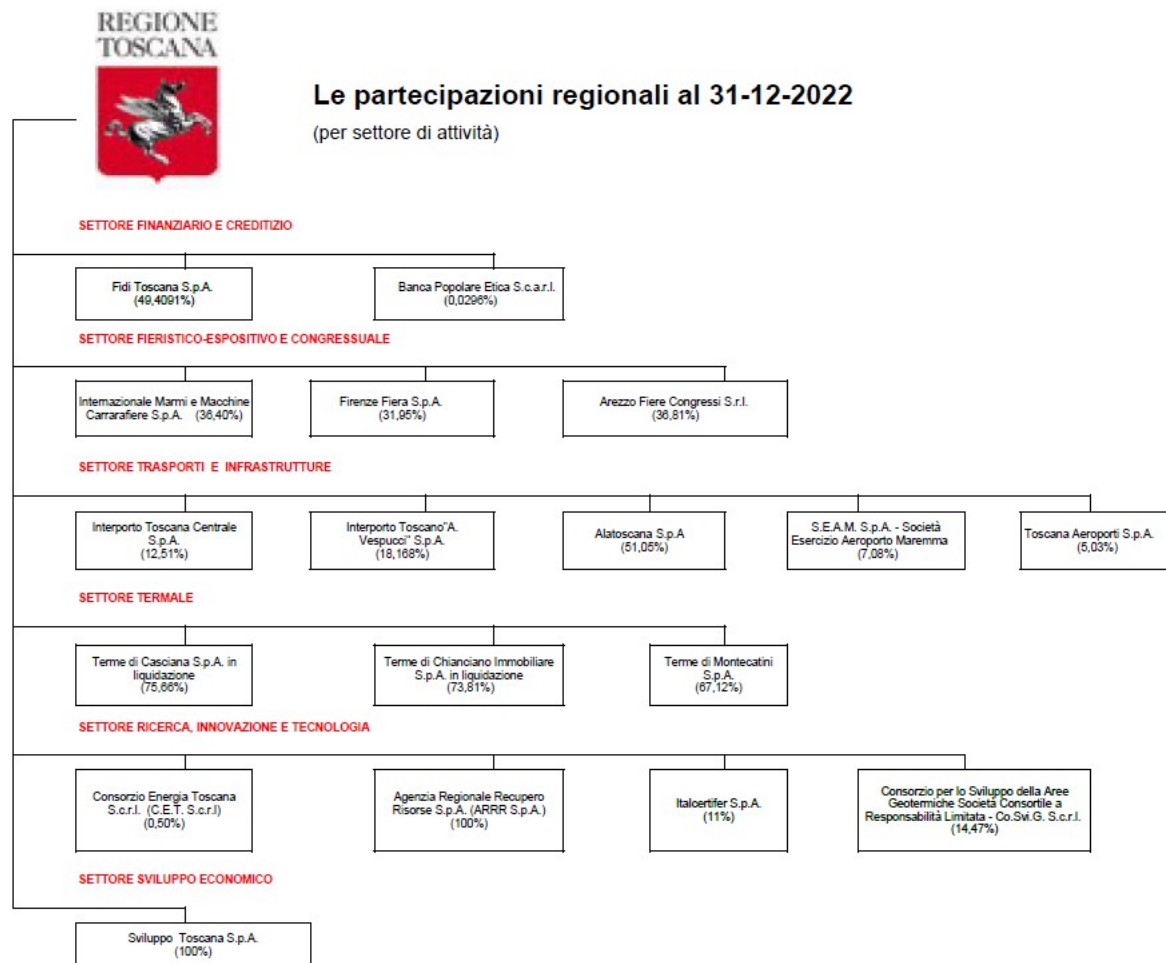 REGIONE
TOSCANA
Le partecipazioni regionali al 31-12-2022
(per settore di attività)
SETTORE FINANZIARIO E CREDITIZIO
Fidi Toscana S.p.A.
(49,4091%)
Banca Popolare Etica S.c.a.r.l.
(0,0296%)
SETTORE FIERISTICO-ESPOSITIVO E CONGRESSUALE
Internazionale Marmi e Macchine
Carrarafiere S.p.A. (36,40%)
Firenze Fiera S.p.A.
(31,95%)
Arezzo Fiere Congressi S.r.l.
(36,81%)
SETTORE TRASPORTI E INFRASTRUTTURE
Interporto Toscana Centrale
S.p.A.
(12,51%)
Interporto Toscano"A.
Vespucci" S.p.A.
(18,168%)
Alatoscana S.p.A
(51,05%)
S.E.A.M. S.p.A. - Società
Esercizio Aeroporto Maremma
(7,08%)
Toscana Aeroporti S.p.A.
(5,03%)
SETTORE TERMALE
Terme di Casciana S.p.A. in
liquidazione
(75,66%)
Terme di Chianciano Immobiliare
S.p.A. in liquidazione
(73,81%)
Terme di Montecatini
S.p.A.
(67,12%)
SETTORE RICERCA, INNOVAZIONE E TECNOLOGIA
Consorzio Energia Toscana
S.c.r.l. (C.E.T. S.c.r.l)
(0,50%)
Agenzia Regionale Recupero
Risorse S.p.A. (ARRR S.p.A.)
(100%)
Italcertifer S.p.A.
(11%)
Consorzio per lo Sviluppo della Aree
Geotermiche Società Consortile a
Responsabilità Limitata - Co.Svi.G. S.c.r.l.
(14,47%)
SETTORE SVILUPPO ECONOMICO
Sviluppo Toscana S.p.A.
(100%)